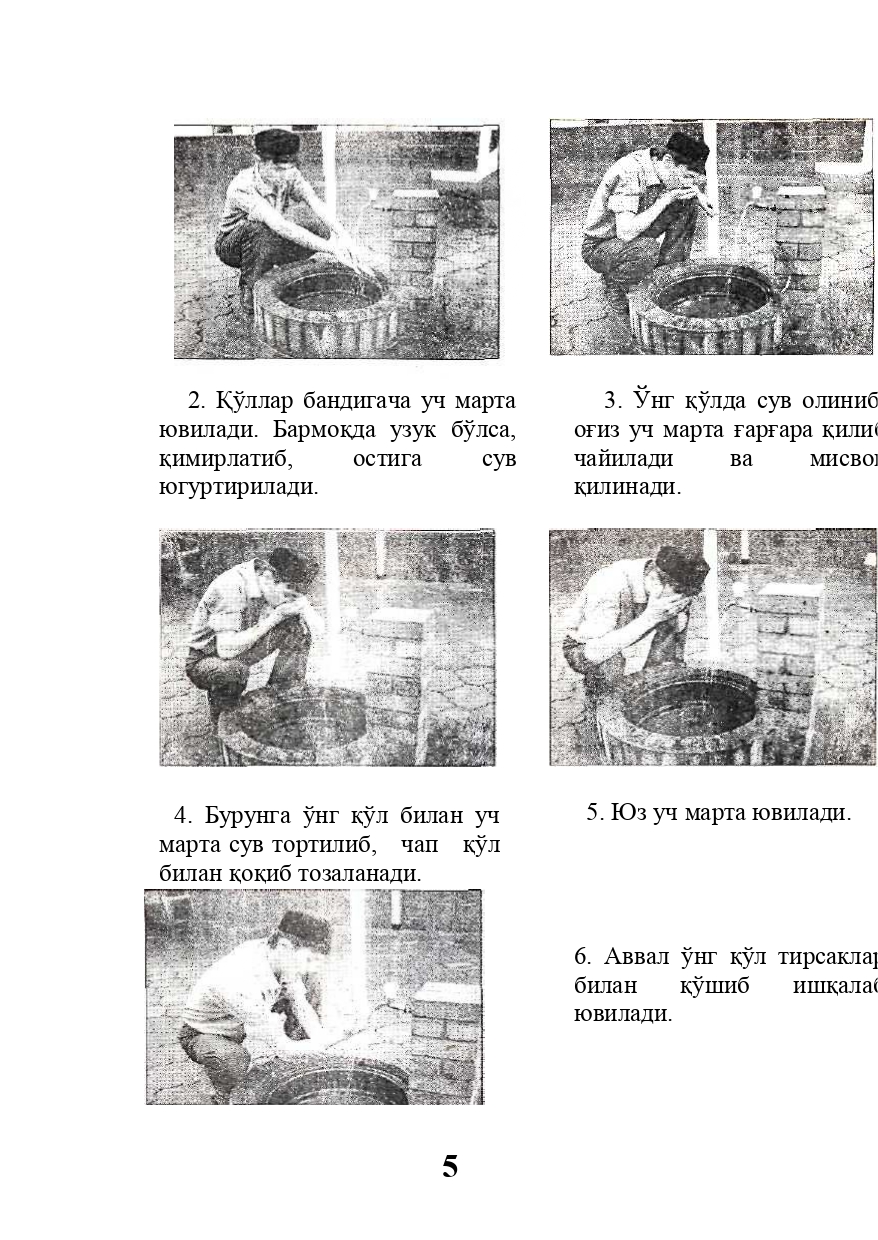 2. Қўллар бандигача уч марта
ювилади. Бармоқда узук бўлса,
қимирлатиб, остига сув
югуртирилади.
3. Ўнг қўлда сув олиниб
оғиз уч марта ғарғара қилиб
чайилади ва мисвок
қилинади.
4. Бурунга ўнг қўл билан уч
марта сув тортилиб, чап қўл
билан қоқиб тозаланади.
5. Юз уч марта ювилади.
6. Аввал ўнг қўл тирсаклар
билан қўшиб ишқалаб
ювилади.
5